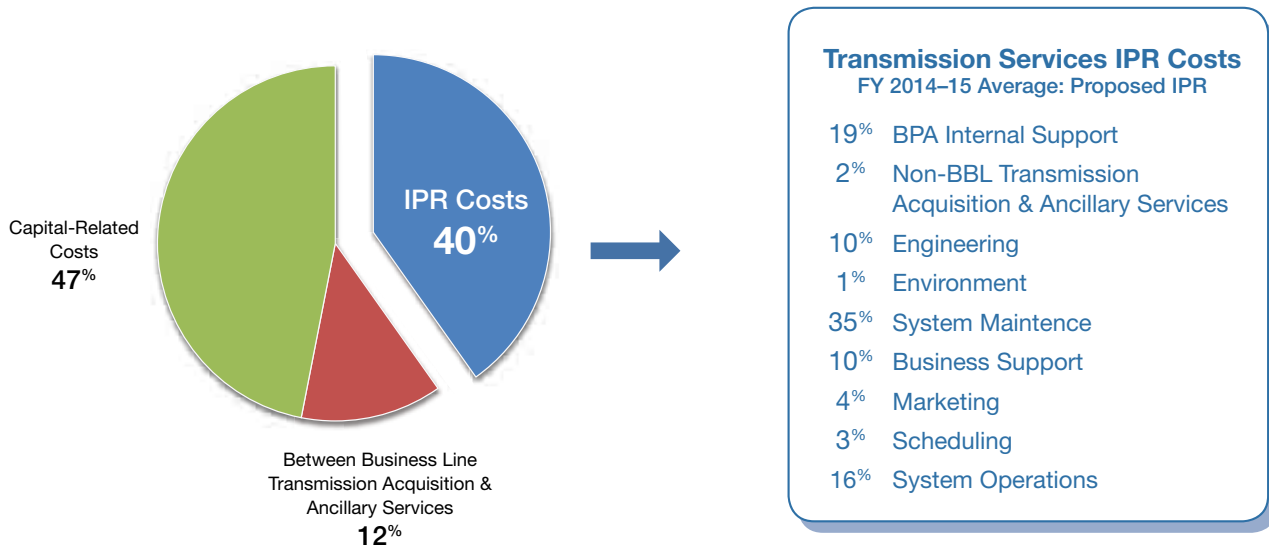 Capital-Related
Costs
47%
IPR Costs
40%
Between Business Line
Transmission Acquisition &
Ancillary Services
12%
Transmission Services IPR Costs
FY 2014–15 Average: Proposed IPR
19% BPA Internal Support
2% Non-BBL Transmission
Acquisition & Ancillary Services
10% Engineering
1% Environment
35% System Maintence
10% Business Support
4% Marketing
3% Scheduling
16% System Operations